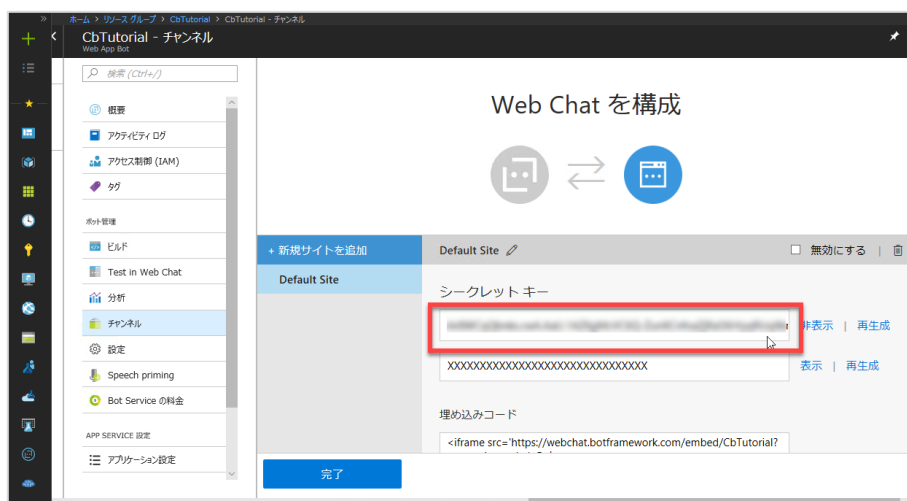 ホーム > リソース グループ > CbTutorial > CbTutorial - チャンネル
CbTutorial - チャンネル
Web App Bot
検索 (Ctrl+/)
概要
アクティビティ ログ
アクセス制御 (IAM)
タグ
ボット管理
ビルド
Test in Web Chat
分析
チャンネル
設定
Speech priming
Bot Service の料金
APP SERVICE 設定
アプリケーション設定
Web Chat を構成
+ 新規サイトを追加
Default Site
Default Site
無効にする
シークレット キー
非表示 | 再生成
XXXXXXXXXXXXXXXXXXXXXXXXXXXXXXXX
表示 | 再生成
埋め込みコード
<iframe src='https://webchat.botframework.com/embed/CbTutorial?
完了